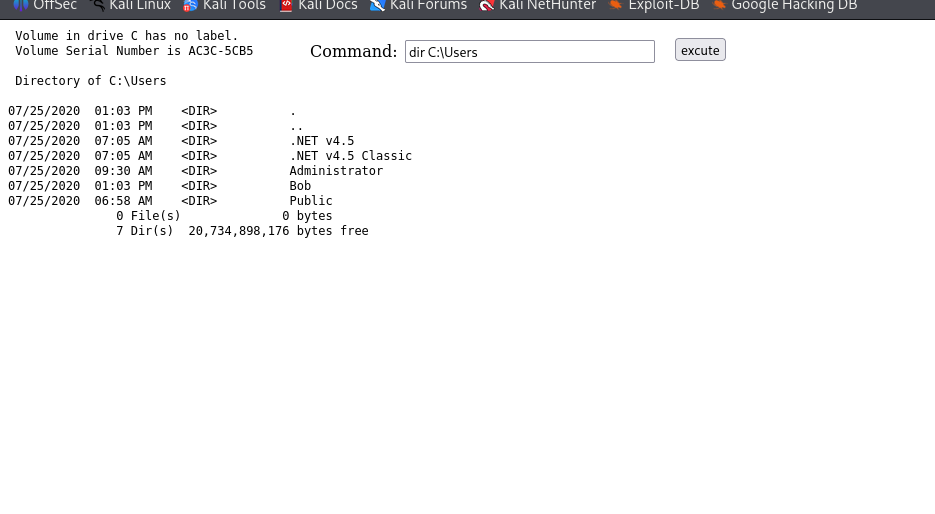 OffSec Kali Linux Kali Tools Kali Docs Kali Forums Kali NetHunter Exploit-DB Google Hacking DB
Volume in drive C has no label.
Volume Serial Number is AC3C-5CB5
Command: dir C:\Users excute
Directory of C:\Users
07/25/2020 01:03 PM <DIR> .
07/25/2020 01:03 PM <DIR> ..
07/25/2020 07:05 AM <DIR> .NET v4.5
07/25/2020 07:05 AM <DIR> .NET v4.5 Classic
07/25/2020 09:30 AM <DIR> Administrator
07/25/2020 01:03 PM <DIR> Bob
07/25/2020 06:58 AM <DIR> Public
0 File(s) 0 bytes
7 Dir(s) 20,734,898,176 bytes free